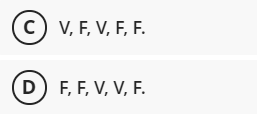 C V, F, V, F, F.
D F, F, V, V, F.